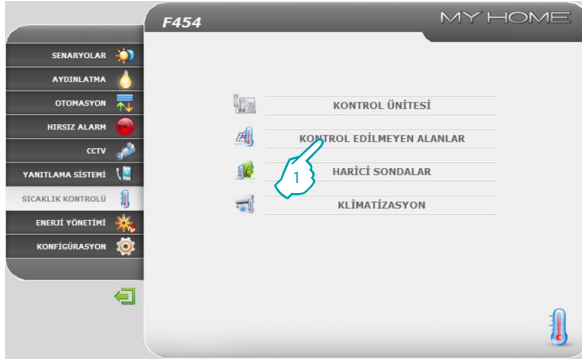 F454
MY HOME
SENARYOLAR
AYDINLATMA
OTOMASYON
HIRSIZ ALARM
CCTV
YANITLAMA SİSTEMİ
SICAKLIK KONTROLÜ
ENERJİ YÖNETİMİ
KONFİGÜRASYON
KONTROL ÜNİTESİ
KONTROL EDİLMEYEN ALANLAR
HARİCİ SONDALAR
KLİMATİZASYON
1